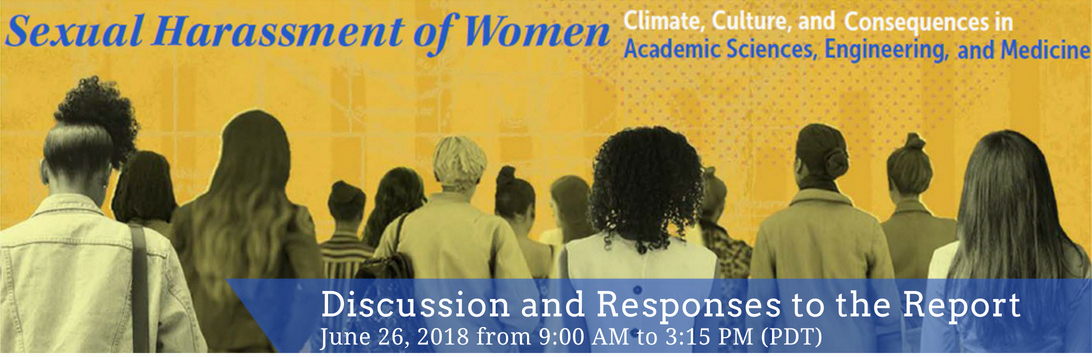 Sexual Harassment of Women
Climate, Culture, and Consequences in
Academic Sciences, Engineering, and Medicine
Discussion and Responses to the Report
June 26, 2018 from 9:00 AM to 3:15 PM (PDT)